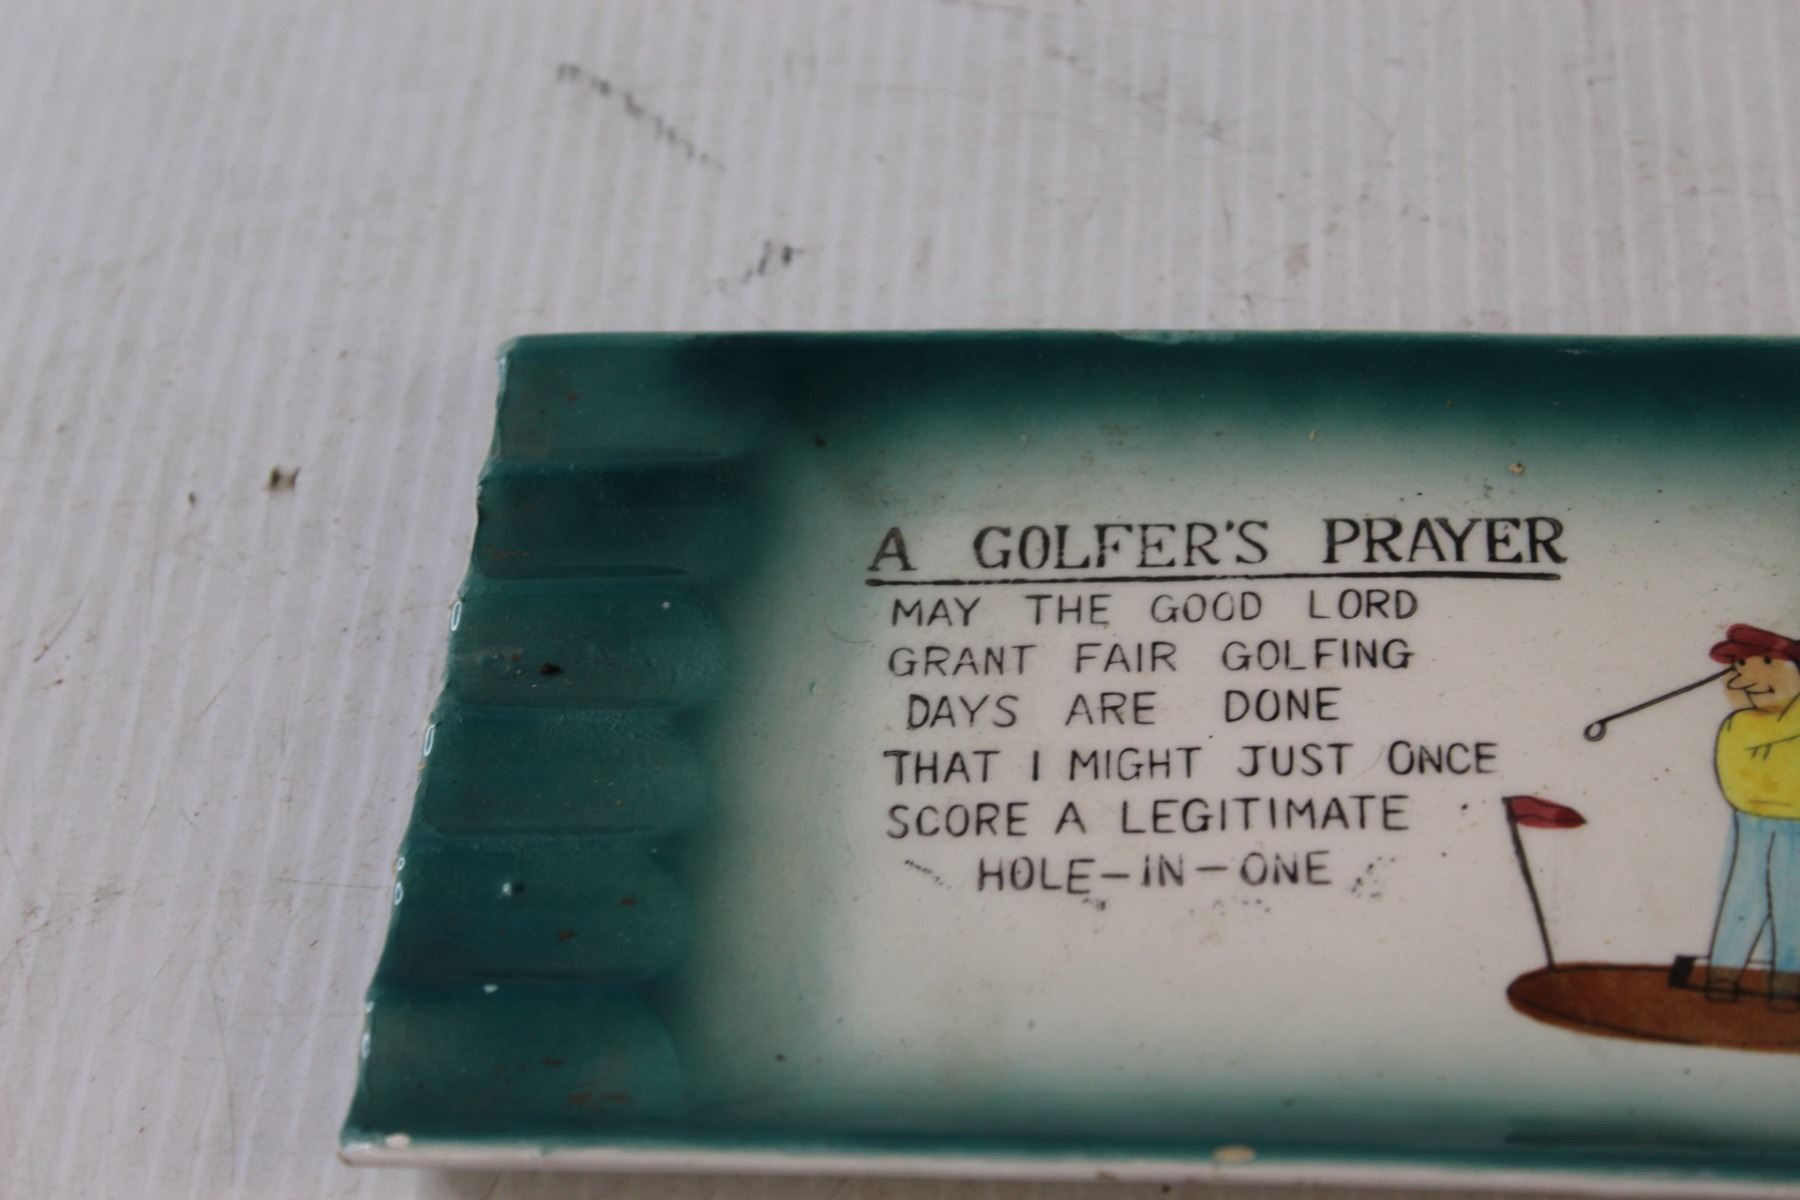 A GOLFER'S PRAYER
MAY THE GOOD LORD
GRANT FAIR GOLFING
DAYS ARE DONE
THAT I MIGHT JUST ONCE
SCORE A LEGITIMATE
HOLE-IN-ONE